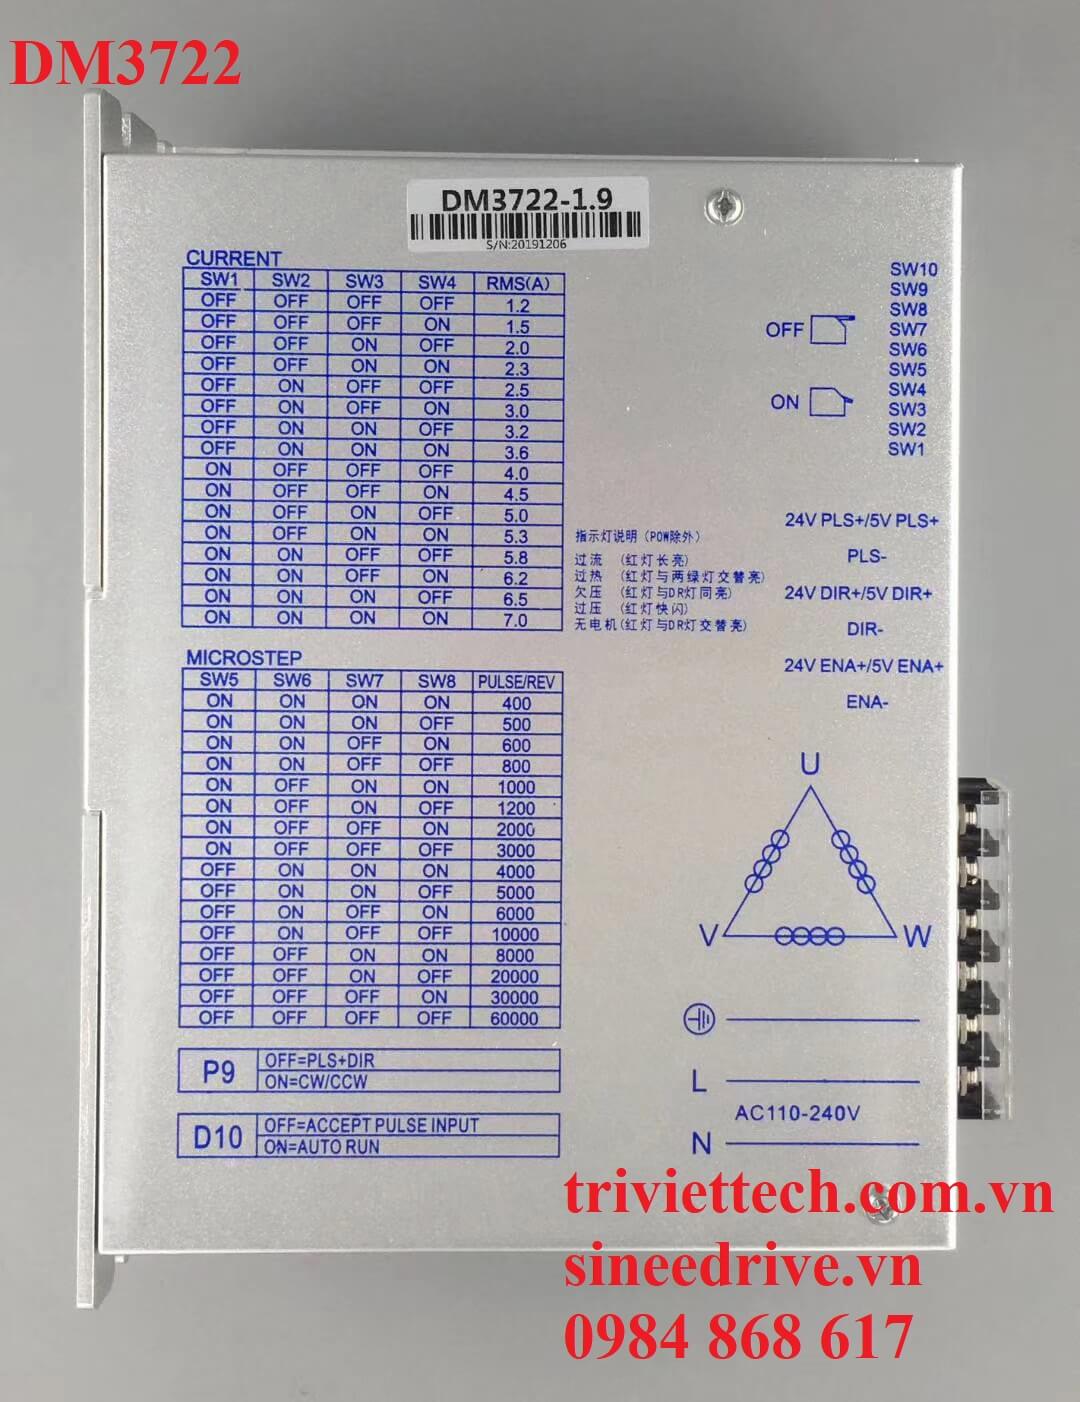 DM3722
DM3722-1.9
S/N:20191206
CURRENT
SW1 SW2 SW3 SW4 RMS(A)
OFF OFF OFF OFF 1.2
OFF OFF OFF ON 1.5
OFF OFF ON OFF 2.0
OFF OFF ON ON 2.3
OFF ON OFF OFF 2.5
OFF ON OFF ON 3.0
OFF ON ON OFF 3.2
OFF ON ON ON 3.6
ON OFF OFF OFF 4.0
ON OFF OFF ON 4.5
ON OFF ON OFF 5.0
ON OFF ON ON 5.3
ON ON OFF OFF 5.8
ON ON OFF ON 6.2
ON ON ON OFF 6.5
ON ON ON ON 7.0
MICROSTEP
SW5 SW6 SW7 SW8 PULSE/REV
ON ON ON ON 400
ON ON ON OFF 500
ON ON OFF ON 600
ON ON OFF OFF 800
ON OFF ON ON 1000
ON OFF ON OFF 1200
ON OFF OFF ON 2000
ON OFF OFF OFF 3000
OFF ON ON ON 4000
OFF ON ON OFF 5000
OFF ON OFF ON 6000
OFF ON OFF OFF 10000
OFF OFF ON ON 8000
OFF OFF ON OFF 20000
OFF OFF OFF ON 30000
OFF OFF OFF OFF 60000
P9
OFF=PLS+DIR
ON=CW/CCW
D10
OFF=ACCEPT PULSE INPUT
ON=AUTO RUN
指示灯说明（POW除外）
过流 （红灯长亮）
过热 （红灯与两绿灯交替亮）
欠压 （红灯与DR灯同亮）
过压 （红灯快闪）
无电机（红灯与DR灯交替亮）
OFF
ON
SW10
SW9
SW8
SW7
SW6
SW5
SW4
SW3
SW2
SW1
24V PLS+/5V PLS+
PLS-
24V DIR+/5V DIR+
DIR-
24V ENA+/5V ENA+
ENA-
U
V W
L
AC110-240V
N
triviettech.com.vn
sineedrive.vn
0984 868 617